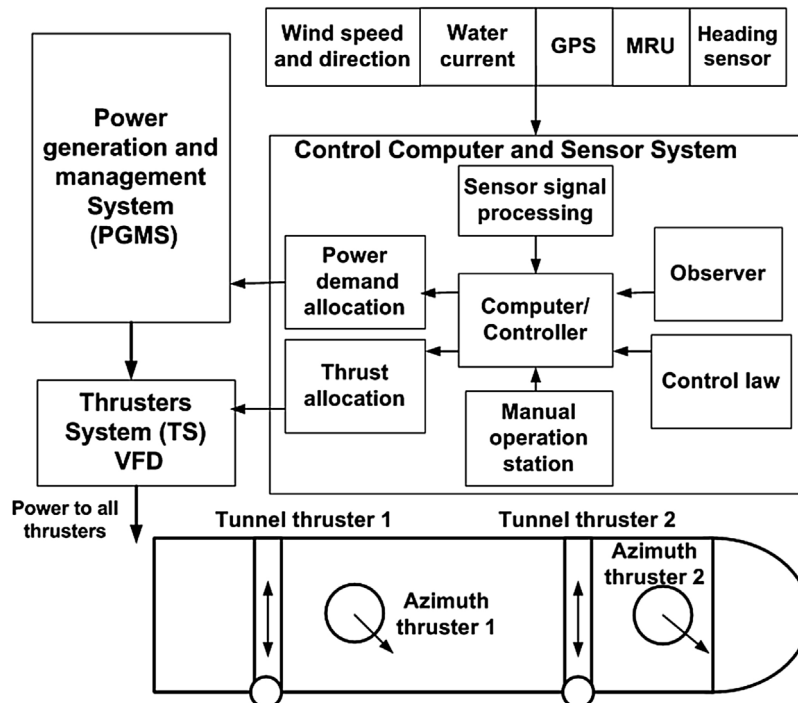 Wind speed
and direction
Water
current
GPS
MRU
Heading
sensor
Power
generation and
management
System
(PGMS)
Control Computer and Sensor System
Sensor signal
processing
Power
demand
allocation
Computer/
Controller
Observer
Thrust
allocation
Control law
Manual
operation
station
Thrusters
System (TS)
VFD
Power to all
thrusters
Tunnel thruster 1
Tunnel thruster 2
Azimuth
thruster 1
Azimuth
thruster 2